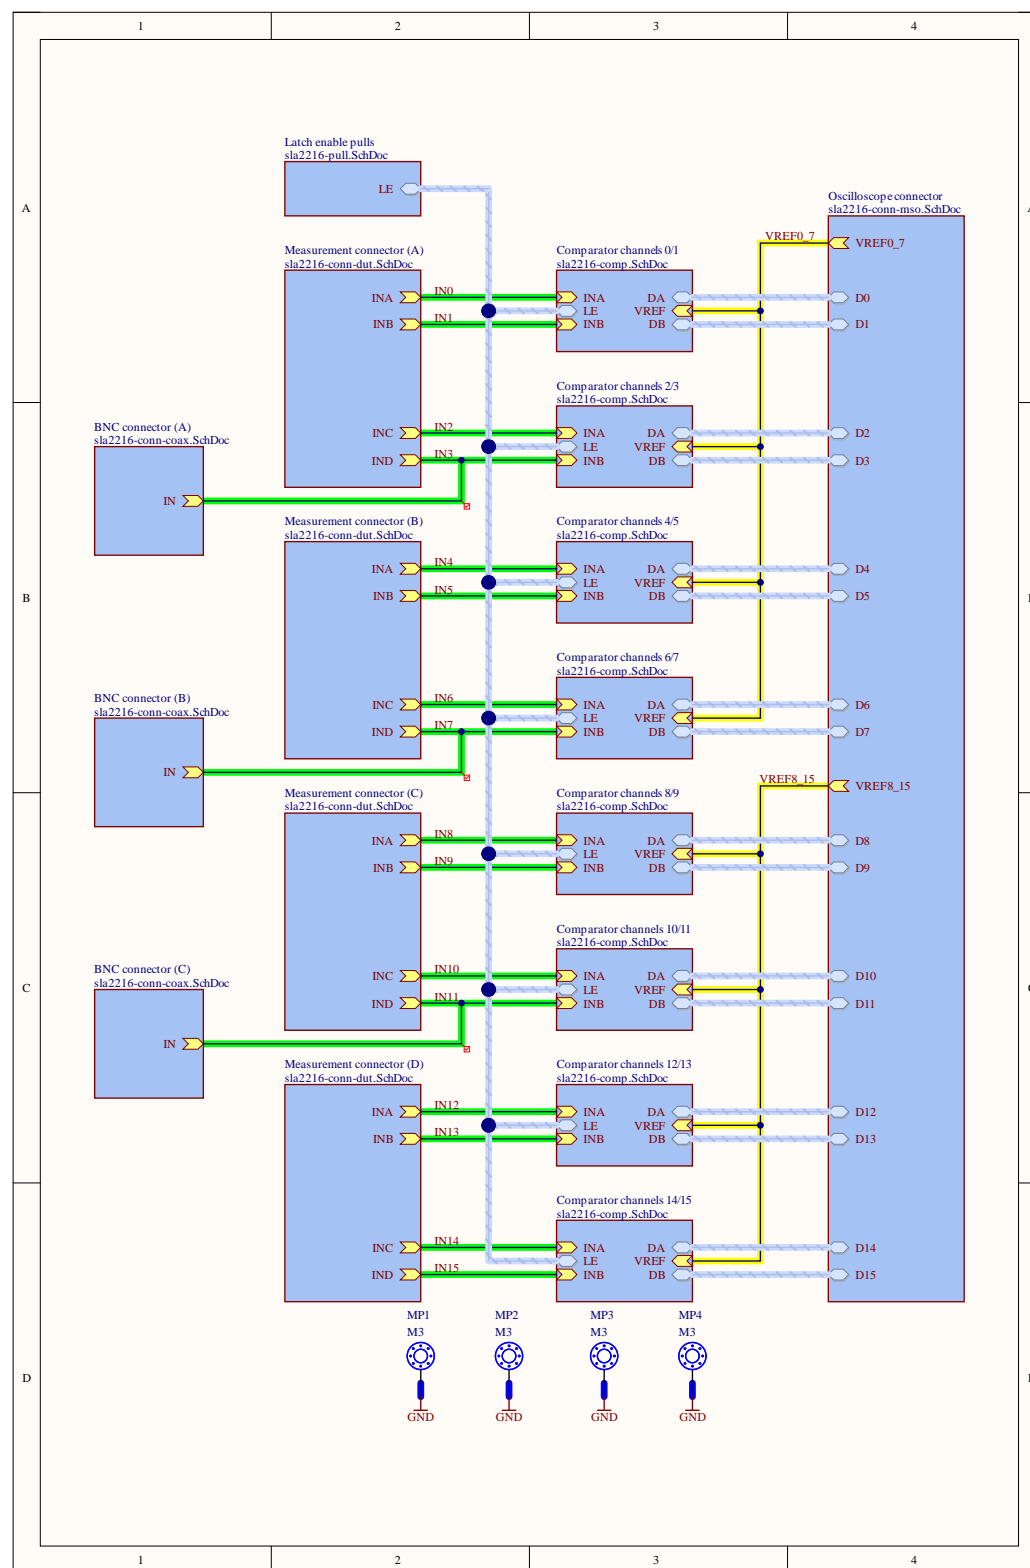 1 2 3 4
Latch enable pulls
sla2216-pull.SchDoc
LE
A
Oscilloscope connector
sla2216-conn-mso.SchDoc
VREF0_7 VREF0_7
Measurement connector (A)
sla2216-conn-dut.SchDoc
Comparator channels 0/1
sla2216-comp.SchDoc
INA IN0 INA DA D0
LE VREF
INB IN1 INB DB D1
Comparator channels 2/3
sla2216-comp.SchDoc
BNC connector (A)
sla2216-conn-coax.SchDoc
INC IN2 INA DA D2
LE VREF
IND IN3 INB DB D3
IN
Measurement connector (B)
sla2216-conn-dut.SchDoc
Comparator channels 4/5
sla2216-comp.SchDoc
INA IN4 INA DA D4
LE VREF
INB IN5 INB DB D5
B
Comparator channels 6/7
sla2216-comp.SchDoc
BNC connector (B)
sla2216-conn-coax.SchDoc
INC IN6 INA DA D6
LE VREF
IND IN7 INB DB D7
IN
VREF8_15 VREF8_15
Measurement connector (C)
sla2216-conn-dut.SchDoc
Comparator channels 8/9
sla2216-comp.SchDoc
INA IN8 INA DA D8
LE VREF
INB IN9 INB DB D9
Comparator channels 10/11
sla2216-comp.SchDoc
BNC connector (C)
sla2216-conn-coax.SchDoc
INC IN10 INA DA D10
C LE VREF
IND IN11 INB DB D11
IN
Measurement connector (D)
sla2216-conn-dut.SchDoc
Comparator channels 12/13
sla2216-comp.SchDoc
INA IN12 INA DA D12
LE VREF
INB IN13 INB DB D13
Comparator channels 14/15
sla2216-comp.SchDoc
INC IN14 INA DA D14
LE VREF
IND IN15 INB DB D15
MP1 MP2 MP3 MP4
M3 M3 M3 M3
D
GND GND GND GND
1 2 3 4